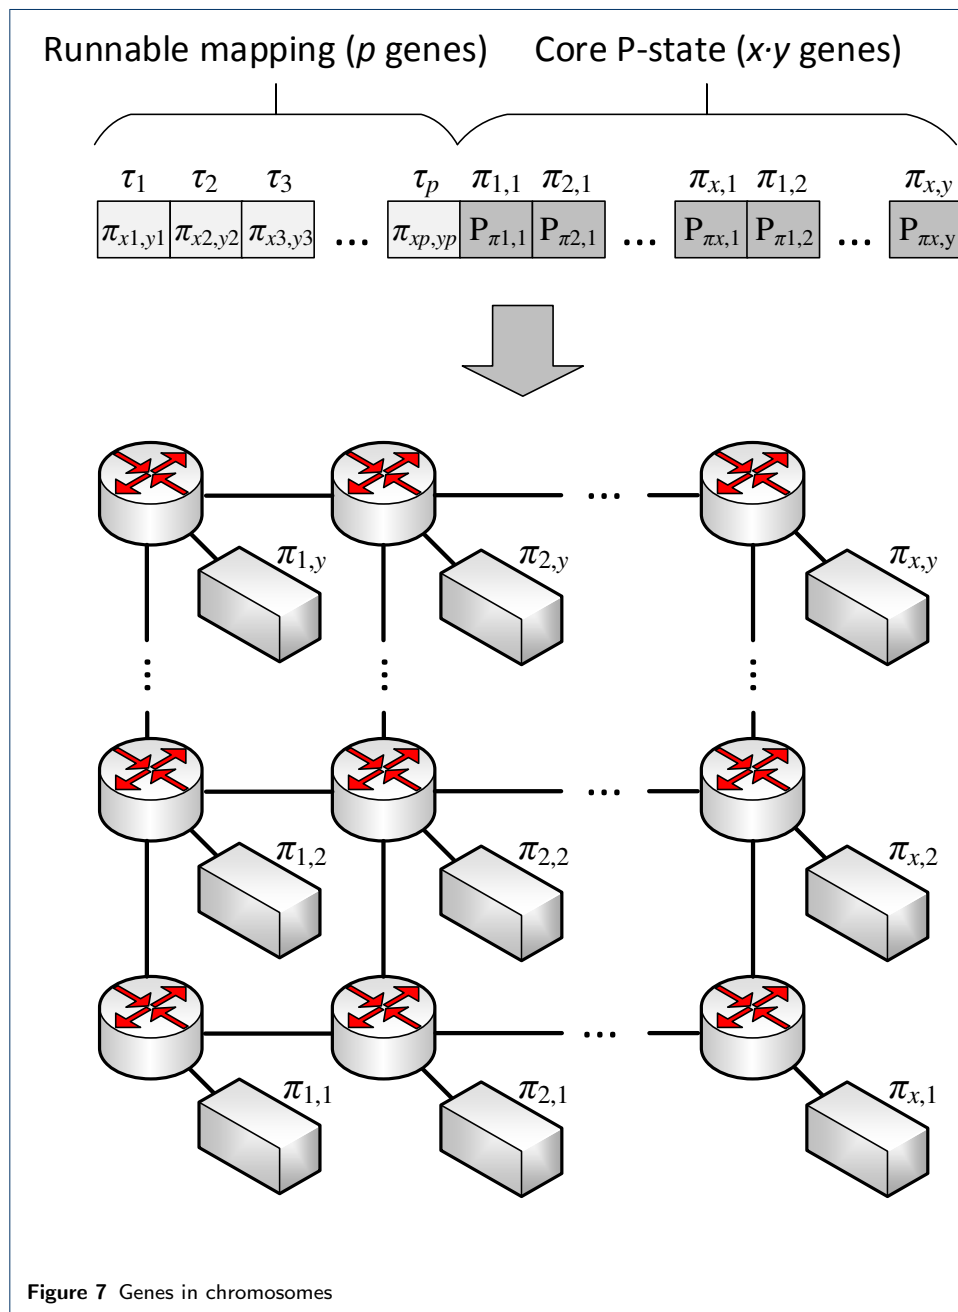 Runnable mapping (p genes) Core P-state (x·y genes)
τ1 τ2 τ3 τp π1,1 π2,1 πx,1 π1,2 πx,y
πx1,y1 πx2,y2 πx3,y3 ... πxp,yp Pπ1,1 Pπ2,1 ... Pπx,1 Pπ1,2 ... Pπx,y
...
π1,y π2,y πx,y
⋮ ⋮ ⋮
...
π1,2 π2,2 πx,2
...
π1,1 π2,1 πx,1
Figure 7 Genes in chromosomes